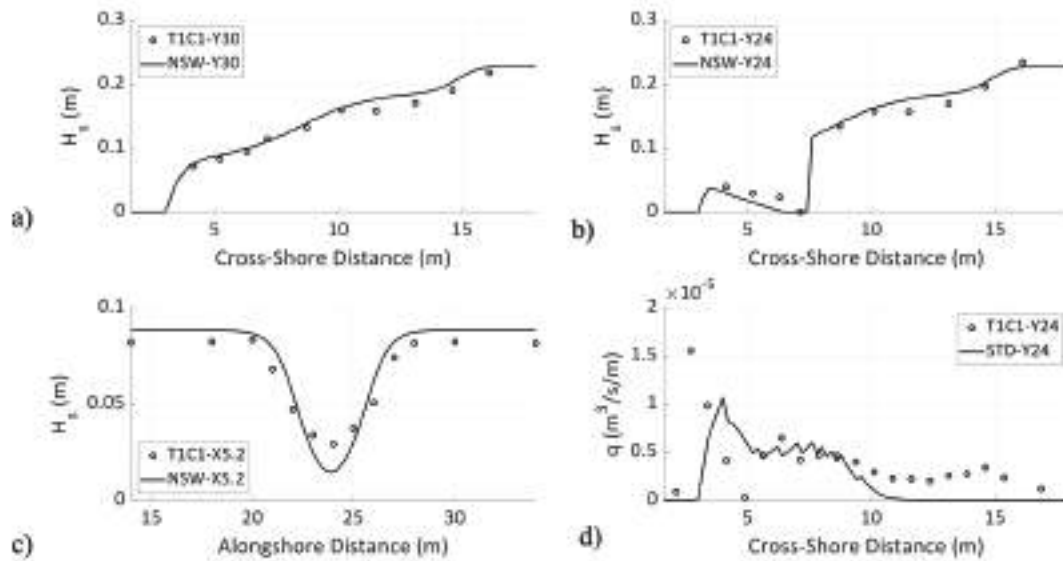 0.3
0.2
0.1
0
H_s (m)
T1C1-Y30
NSW-Y30
5
10
15
Cross-Shore Distance (m)
a)
0.3
0.2
0.1
0
H_s (m)
T1C1-Y24
NSW-Y24
5
10
15
Cross-Shore Distance (m)
b)
0.1
0.05
0
H_s (m)
T1C1-X5.2
NSW-X5.2
15
20
25
30
Alongshore Distance (m)
c)
×10^-5
2
1.5
1
0.5
0
q (m^3/s/m)
T1C1-Y24
STD-Y24
5
10
15
Cross-Shore Distance (m)
d)